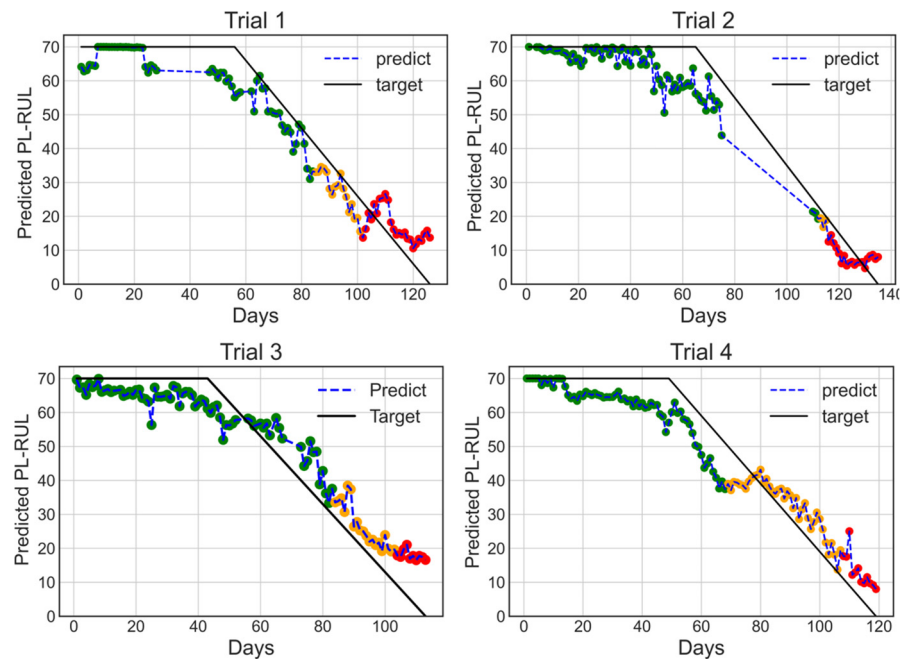 Trial 1
Predicted PL-RUL
70
60
50
40
30
20
10
0
predict
target
0 20 40 60 80 100 120
Days
Trial 2
Predicted PL-RUL
70
60
50
40
30
20
10
0
predict
target
0 20 40 60 80 100 120 140
Days
Trial 3
Predicted PL-RUL
70
60
50
40
30
20
10
0
Predict
Target
0 20 40 60 80 100
Days
Trial 4
Predicted PL-RUL
70
60
50
40
30
20
10
0
predict
target
0 20 40 60 80 100 120
Days